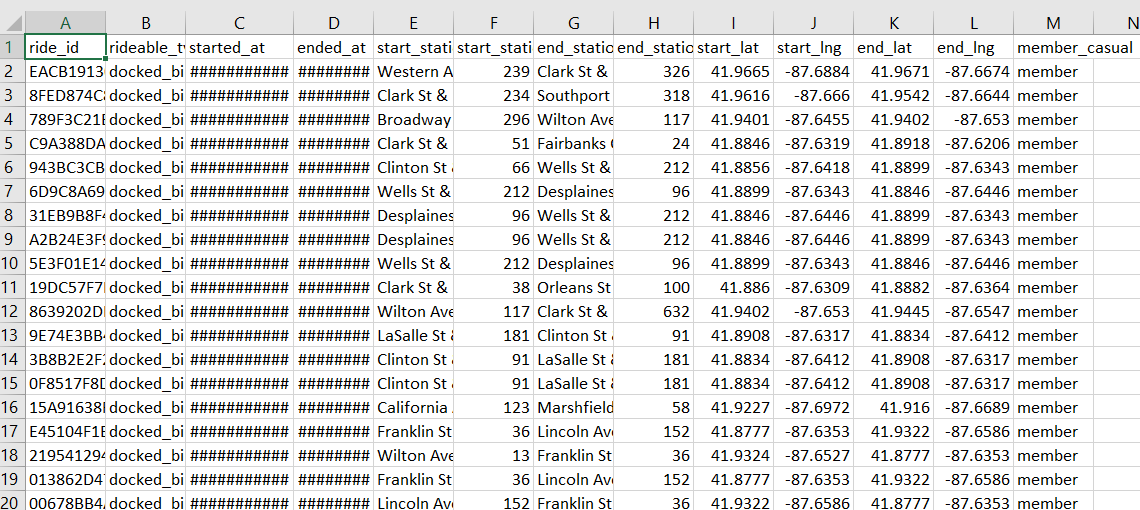 A B C D E F G H I J K L M N
1 ride_id rideable_ty started_at ended_at start_stati start_stati end_statio end_statio start_lat start_lng end_lat end_lng member_casual
2 EACB1913 docked_bi ########### ######## Western A 239 Clark St & 326 41.9665 -87.6884 41.9671 -87.6674 member
3 8FED874C docked_bi ########### ######## Clark St & 234 Southport 318 41.9616 -87.666 41.9542 -87.6644 member
4 789F3C21 docked_bi ########### ######## Broadway 296 Wilton Ave 117 41.9401 -87.6455 41.9402 -87.653 member
5 C9A388DA docked_bi ########### ######## Clark St & 51 Fairbanks 24 41.8846 -87.6319 41.8918 -87.6206 member
6 943BC3CB docked_bi ########### ######## Clinton St 66 Wells St & 212 41.8856 -87.6418 41.8899 -87.6343 member
7 6D9C8A69 docked_bi ########### ######## Wells St & 212 Desplaines 96 41.8899 -87.6343 41.8846 -87.6446 member
8 31EB9B8F docked_bi ########### ######## Desplaines 96 Wells St & 212 41.8846 -87.6446 41.8899 -87.6343 member
9 A2B24E3F docked_bi ########### ######## Desplaines 96 Wells St & 212 41.8846 -87.6446 41.8899 -87.6343 member
10 5E3F01E14 docked_bi ########### ######## Wells St & 212 Desplaines 96 41.8899 -87.6343 41.8846 -87.6446 member
11 19DC57F7 docked_bi ########### ######## Clark St & 38 Orleans St 100 41.886 -87.6309 41.8882 -87.6364 member
12 8639202D docked_bi ########### ######## Wilton Ave 117 Clark St & 632 41.9402 -87.653 41.9445 -87.6547 member
13 9E74E3BB docked_bi ########### ######## LaSalle St 181 Clinton St 91 41.8908 -87.6317 41.8834 -87.6412 member
14 3B8B2E2F docked_bi ########### ######## Clinton St 91 LaSalle St 181 41.8834 -87.6412 41.8908 -87.6317 member
15 0F8517F8 docked_bi ########### ######## Clinton St 91 LaSalle St 181 41.8834 -87.6412 41.8908 -87.6317 member
16 15A91638 docked_bi ########### ######## California 123 Marshfield 58 41.9227 -87.6972 41.916 -87.6689 member
17 E45104F1 docked_bi ########### ######## Franklin St 36 Lincoln Av 152 41.8777 -87.6353 41.9322 -87.6586 member
18 219541294 docked_bi ########### ######## Wilton Ave 13 Franklin St 36 41.9324 -87.6527 41.8777 -87.6353 member
19 013862D4 docked_bi ########### ######## Franklin St 36 Lincoln Av 152 41.8777 -87.6353 41.9322 -87.6586 member
20 00678BB4 docked_bi ########### ######## Lincoln Av 152 Franklin St 36 41.9322 -87.6586 41.8777 -87.6353 member